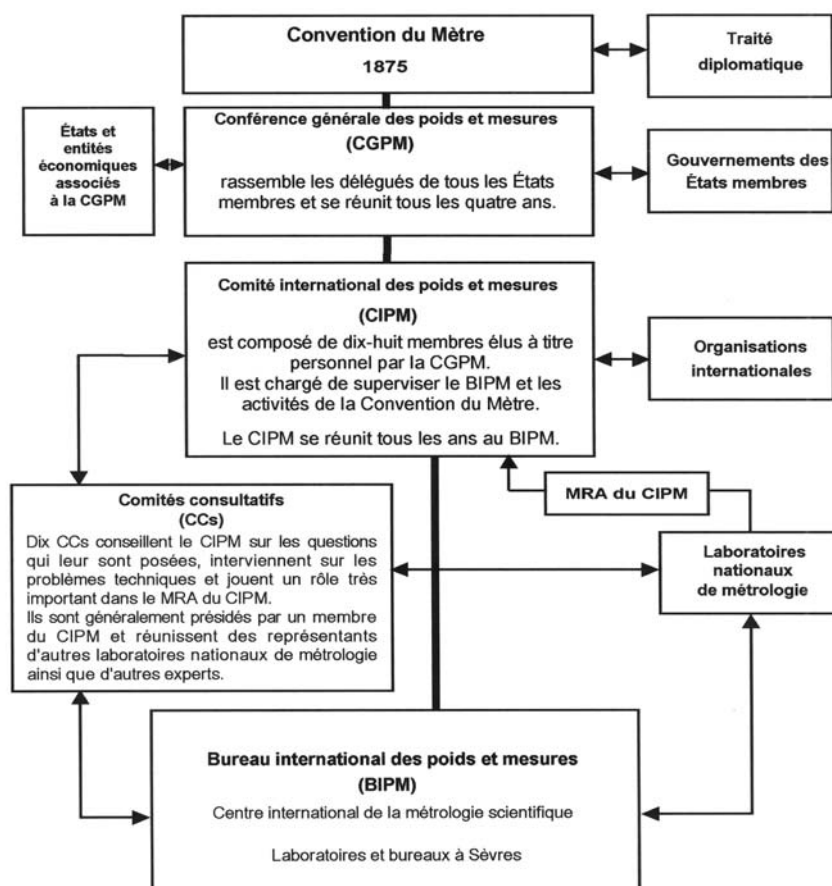 Convention du Mètre
1875
Traité
diplomatique
États et
entités
économiques
associés
à la CGPM
Conférence générale des poids et mesures
(CGPM)
rassemble les délégués de tous les États
membres et se réunit tous les quatre ans.
Gouvernements des
États membres
Comité international des poids et mesures
(CIPM)
est composé de dix-huit membres élus à titre
personnel par la CGPM.
Il est chargé de superviser le BIPM et les
activités de la Convention du Mètre.
Le CIPM se réunit tous les ans au BIPM.
Organisations
internationales
MRA du CIPM
Comités consultatifs
(CCs)
Dix CCs conseillent le CIPM sur les questions
qui leur sont posées, interviennent sur les
problèmes techniques et jouent un rôle très
important dans le MRA du CIPM.
Ils sont généralement présidés par un membre
du CIPM et réunissent des représentants
d'autres laboratoires nationaux de métrologie
ainsi que d'autres experts.
Laboratoires
nationaux
de métrologie
Bureau international des poids et mesures
(BIPM)
Centre international de la métrologie scientifique
Laboratoires et bureaux à Sèvres